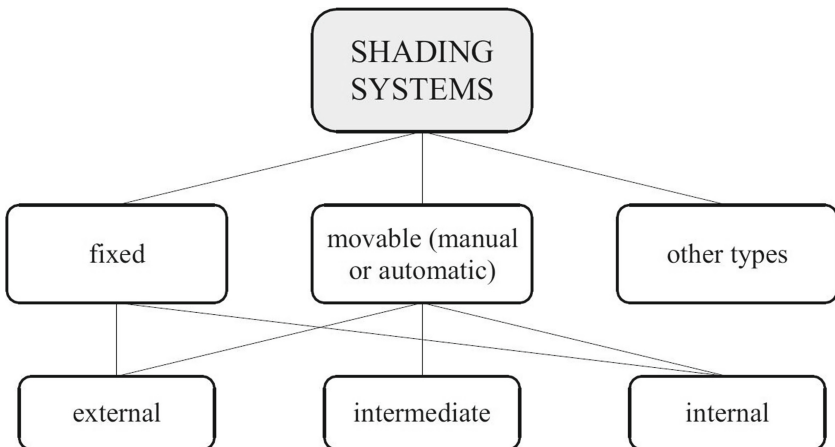 SHADING
SYSTEMS
fixed
movable (manual
or automatic)
other types
external
intermediate
internal